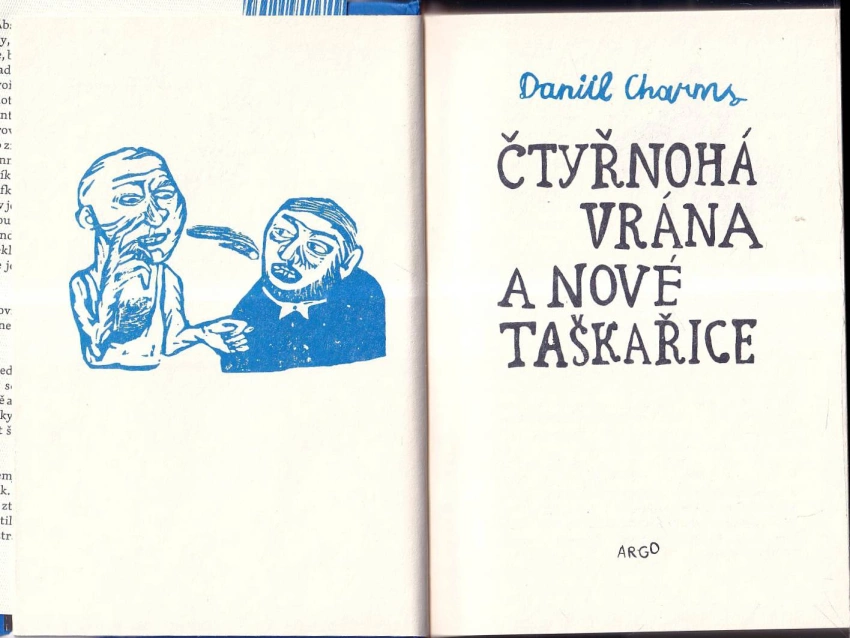 Daniil Charms
ČTYŘNOHÁ
VRÁNA
A NOVÉ
TAŠKAŘICE
ARGO